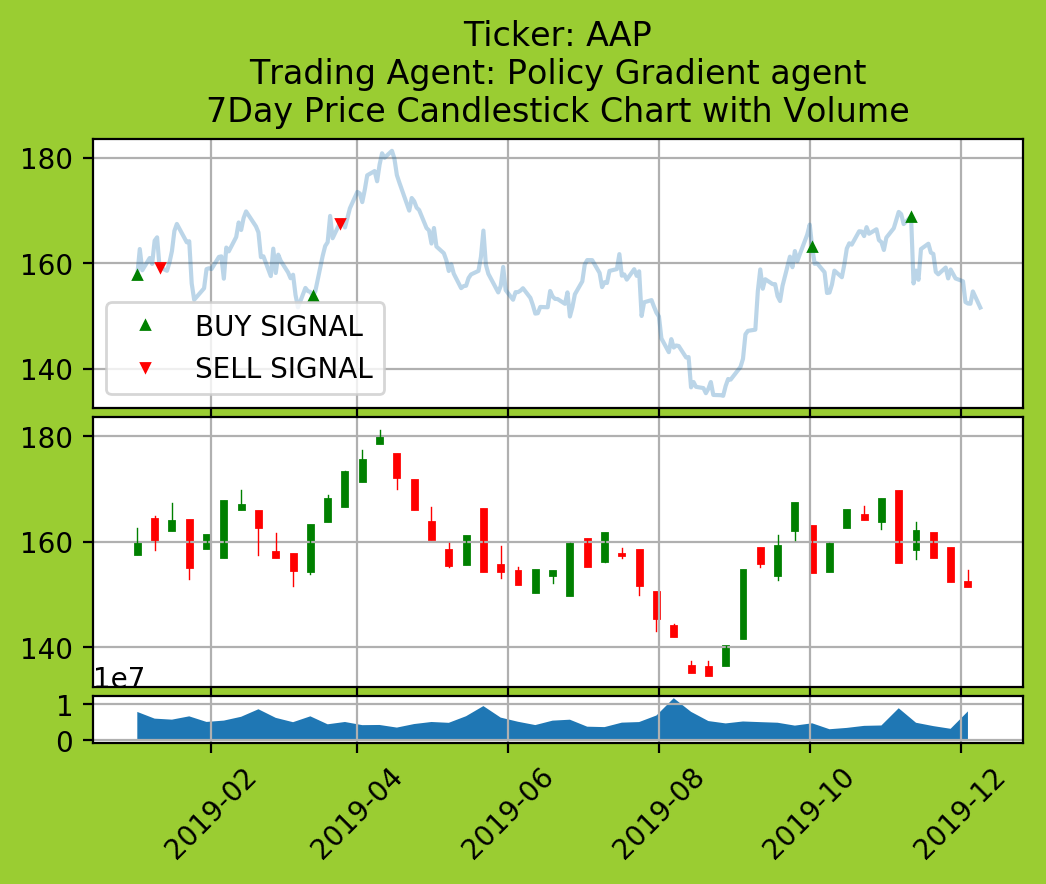 Ticker: AAP
Trading Agent: Policy Gradient agent
7Day Price Candlestick Chart with Volume
180
160
140
BUY SIGNAL
SELL SIGNAL
180
160
140
1e7
1
0
2019-02
2019-04
2019-06
2019-08
2019-10
2019-12